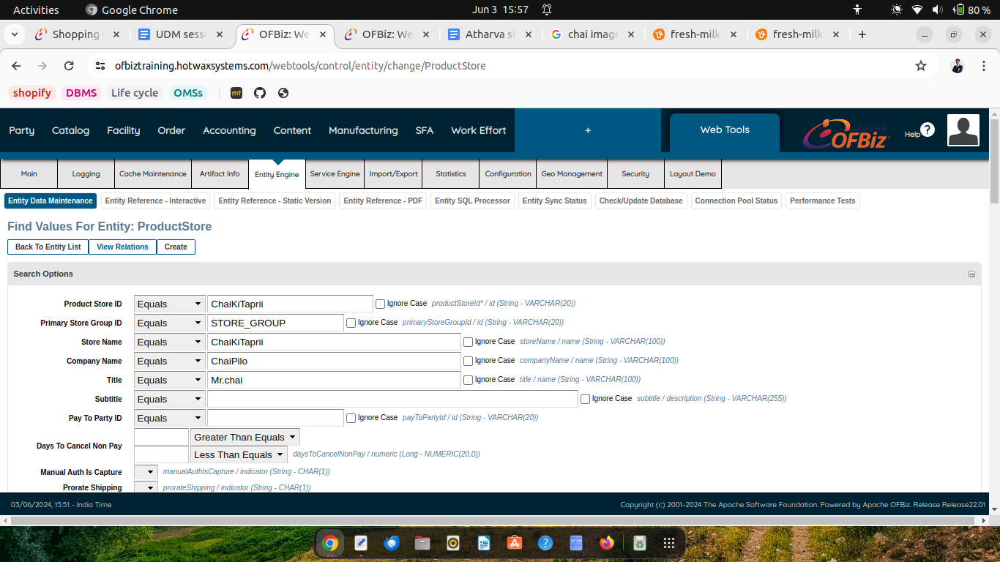 Activities Google Chrome Jun 3 15:57 80 %
Shopping UDM sessi OFBiz: We OFBiz: We Atharva sh chai image fresh-milk fresh-milk
ofbiztraining.hotwaxsystems.com/webtools/control/entity/change/ProductStore
shopify DBMS Life cycle OMSs mt
Party Catalog Facility Order Accounting Content Manufacturing SFA Work Effort + Web Tools APACHE OFBiz Help ?
Main Logging Cache Maintenance Artifact Info Entity Engine Service Engine Import/Export Statistics Configuration Geo Management Security Layout Demo
Entity Data Maintenance Entity Reference - Interactive Entity Reference - Static Version Entity Reference - PDF Entity SQL Processor Entity Sync Status Check/Update Database Connection Pool Status Performance Tests
Find Values For Entity: ProductStore
Back To Entity List View Relations Create
Search Options
Product Store ID Equals ChaiKiTaprii Ignore Case productStoreId* / id (String - VARCHAR(20))
Primary Store Group ID Equals STORE_GROUP Ignore Case primaryStoreGroupId / id (String - VARCHAR(20))
Store Name Equals ChaiKiTaprii Ignore Case storeName / name (String - VARCHAR(100))
Company Name Equals ChaiPilo Ignore Case companyName / name (String - VARCHAR(100))
Title Equals Mr.chai Ignore Case title / name (String - VARCHAR(100))
Subtitle Equals Ignore Case subtitle / description (String - VARCHAR(255))
Pay To Party ID Equals Ignore Case payToPartyId / id (String - VARCHAR(20))
Greater Than Equals
Days To Cancel Non Pay
Less Than Equals daysToCancelNonPay / numeric (Long - NUMERIC(20,0))
Manual Auth Is Capture manualAuthIsCapture / indicator (String - CHAR(1))
Prorate Shipping prorateShipping / indicator (String - CHAR(1))
03/06/2024, 15:51 - India Time Copyright (c) 2001-2024 The Apache Software Foundation. Powered by Apache OFBiz. Release Release22.01